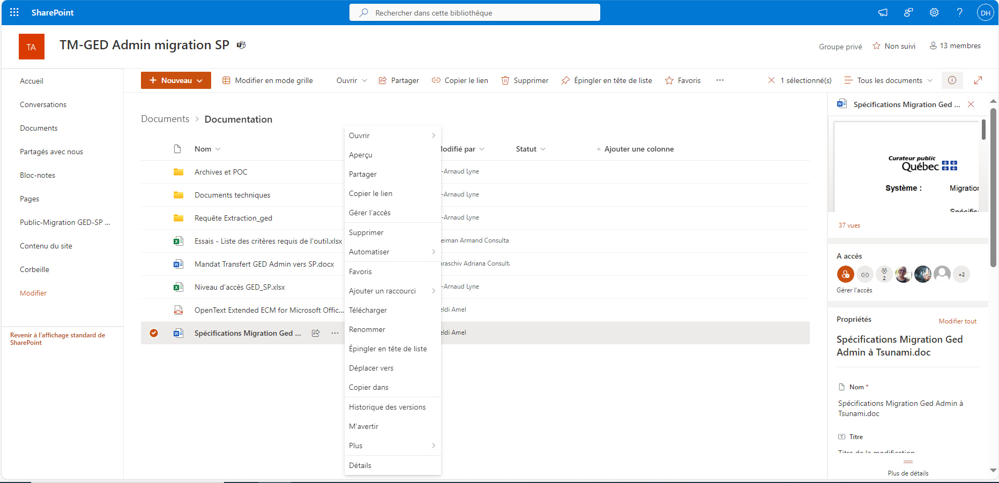 SharePoint
Rechercher dans cette bibliothèque
DH
TA
TM-GED Admin migration SP
Groupe privé
Non suivi
13 membres
Accueil
Conversations
Documents
Partagés avec nous
Bloc-notes
Pages
Public-Migration GED-SP ...
Contenu du site
Corbeille
Modifier
Revenir à l'affichage standard de
SharePoint
+ Nouveau
Modifier en mode grille
Ouvrir
Partager
Copier le lien
Supprimer
Épingler en tête de liste
Favoris
...
1 sélectionné(s)
Tous les documents
Documents > Documentation
Nom
Modifié par
Statut
+ Ajouter une colonne
Archives et POC
-Arnaud Lyne
Documents techniques
-Arnaud Lyne
Requête Extraction_ged
-Arnaud Lyne
Essais - Liste des critères requis de l'outil.xlsx
eiman Armand Consulta
Mandat Transfert GED Admin vers SP.docx
araschiv Adriana Consulta
Niveau d'accès GED_SP.xlsx
-Arnaud Lyne
OpenText Extended ECM for Microsoft Offic...
eldi Amel
Spécifications Migration Ged ...
eldi Amel
Ouvrir
Aperçu
Partager
Copier le lien
Gérer l'accès
Supprimer
Automatiser
Favoris
Ajouter un raccourci
Télécharger
Renommer
Épingler en tête de liste
Déplacer vers
Copier dans
Historique des versions
M'avertir
Plus
Détails
Spécifications Migration Ged ...
Curateur public
Québec
Système : Migration
Spécific
37 vues
A accès
2
+2
Gérer l'accès
Propriétés
Modifier tout
Spécifications Migration Ged
Admin à Tsunami.doc
Nom *
Spécifications Migration Ged Admin à
Tsunami.doc
Titre
Titre de la modification
Plus de détails